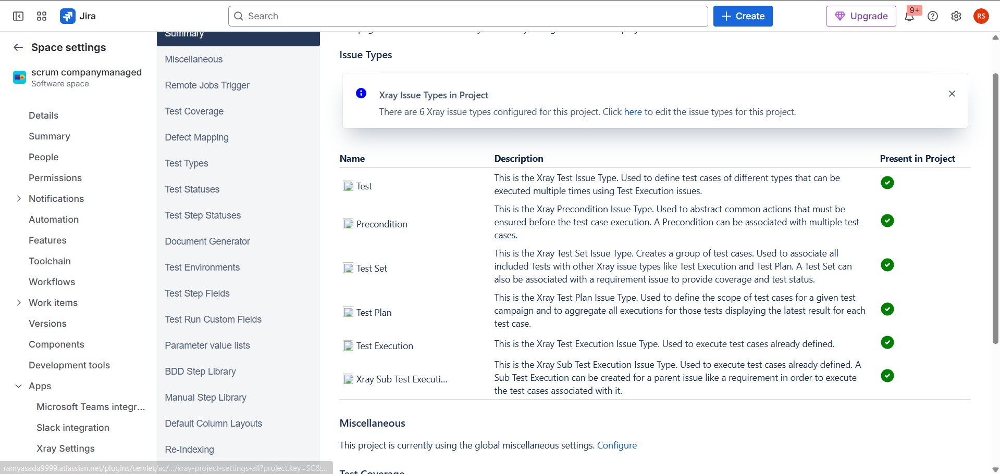 Jira
Search
Create
Upgrade
9+
RS
Space settings
scrum companymanaged
Software space
Details
Summary
People
Permissions
Notifications
Automation
Features
Toolchain
Workflows
Work items
Versions
Components
Development tools
Apps
Microsoft Teams integr...
Slack integration
Xray Settings
Summary
Miscellaneous
Remote Jobs Trigger
Test Coverage
Defect Mapping
Test Types
Test Statuses
Test Step Statuses
Document Generator
Test Environments
Test Step Fields
Test Run Custom Fields
Parameter value lists
BDD Step Library
Manual Step Library
Default Column Layouts
Re-Indexing
Issue Types
Xray Issue Types in Project
There are 6 Xray issue types configured for this project. Click here to edit the issue types for this project.
Name Description Present in Project
Test
This is the Xray Test Issue Type. Used to define test cases of different types that can be
executed multiple times using Test Execution issues.
Precondition
This is the Xray Precondition Issue Type. Used to abstract common actions that must be
ensured before the test case execution. A Precondition can be associated with multiple test
cases.
Test Set
This is the Xray Test Set Issue Type. Creates a group of test cases. Used to associate all
included Tests with other Xray issue types like Test Execution and Test Plan. A Test Set can
also be associated with a requirement issue to provide coverage and test status.
Test Plan
This is the Xray Test Plan Issue Type. Used to define the scope of test cases for a given test
campaign and to aggregate all executions for those tests displaying the latest result for each
test case.
Test Execution
This is the Xray Test Execution Issue Type. Used to execute test cases already defined.
Xray Sub Test Executi...
This is the Xray Sub Test Execution Issue Type. Used to execute test cases already defined. A
Sub Test Execution can be created for a parent issue like a requirement in order to execute
the test cases associated with it.
Miscellaneous
This project is currently using the global miscellaneous settings. Configure
Test Coverage
ramyasada9999.atlassian.net/plugins/servlet/ac/.../xray-project-settings-all?project.key=SC&...